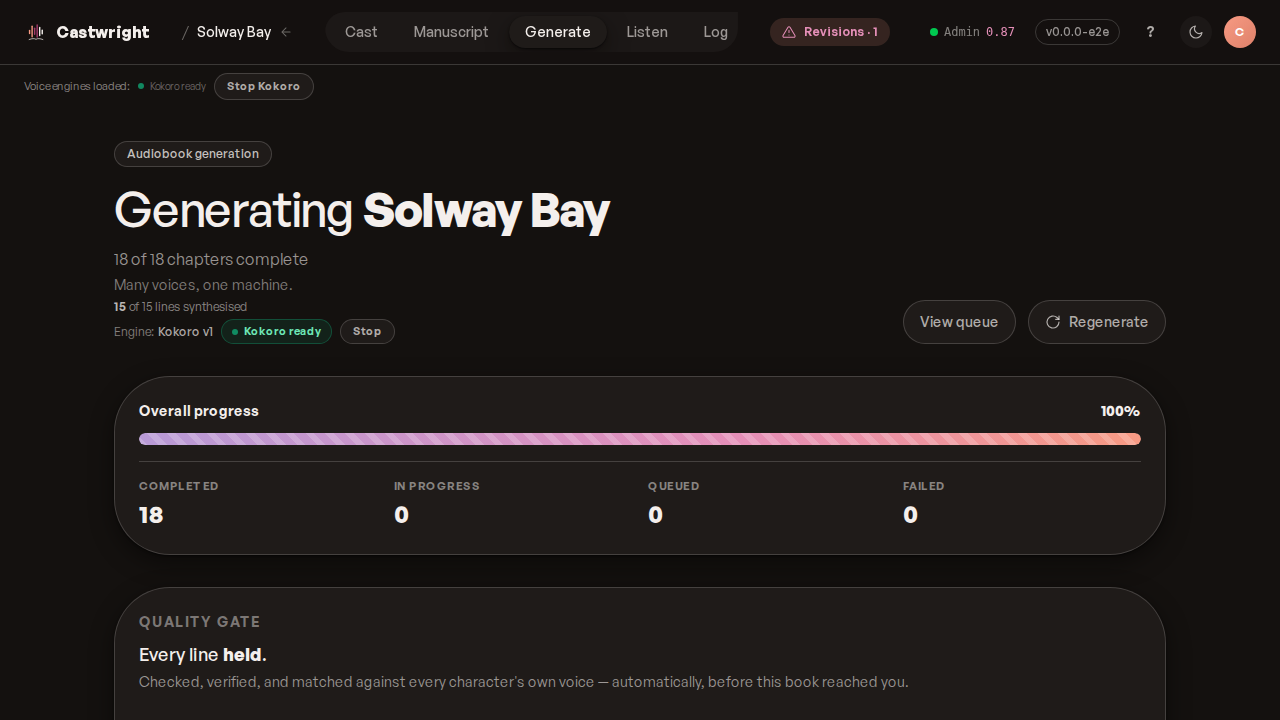 Castwright / Solway Bay ← Cast Manuscript Generate Listen Log Revisions · 1 Admin 0.87 v0.0.0-e2e ? C
Voice engines loaded: Kokoro ready Stop Kokoro
Audiobook generation
Generating Solway Bay
18 of 18 chapters complete
Many voices, one machine.
15 of 15 lines synthesised
Engine: Kokoro v1 Kokoro ready Stop
View queue Regenerate
Overall progress 100%
COMPLETED IN PROGRESS QUEUED FAILED
18 0 0 0
QUALITY GATE
Every line held.
Checked, verified, and matched against every character's own voice — automatically, before this book reached you.